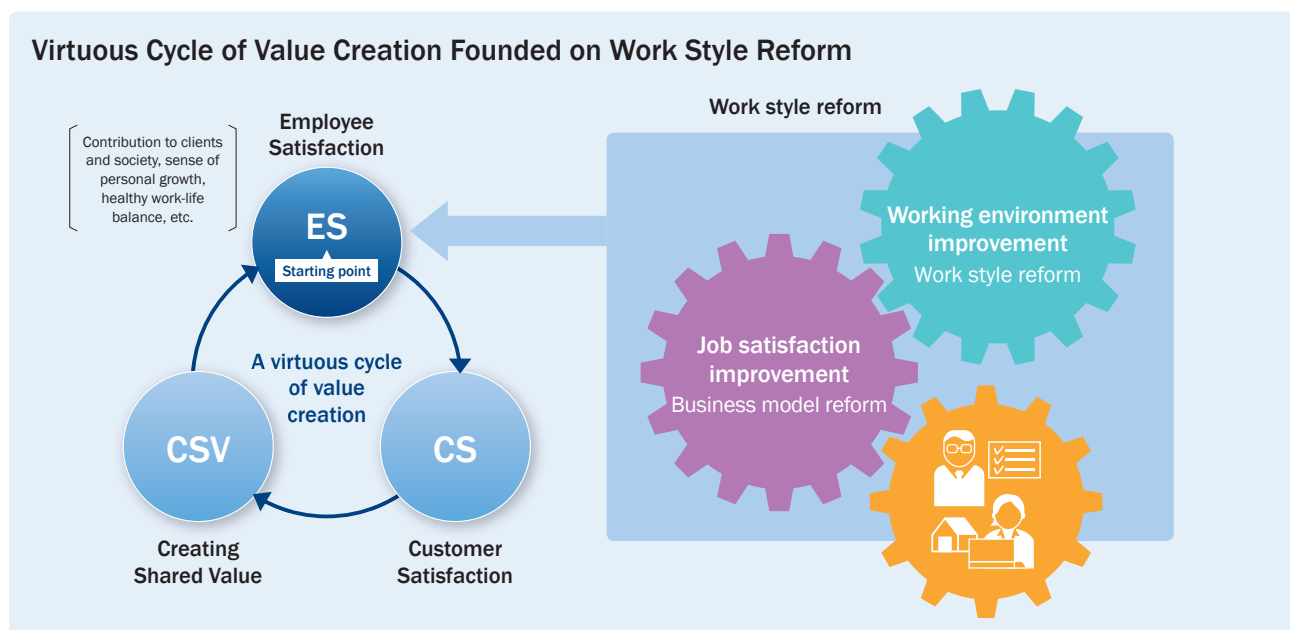 Virtuous Cycle of Value Creation Founded on Work Style Reform
Contribution to clients
and society, sense of
personal growth,
healthy work-life
balance, etc.
Employee
Satisfaction
ES
Starting point
A virtuous cycle
of value
creation
CSV
CS
Creating
Shared Value
Customer
Satisfaction
Work style reform
Working environment
improvement
Work style reform
Job satisfaction
improvement
Business model reform